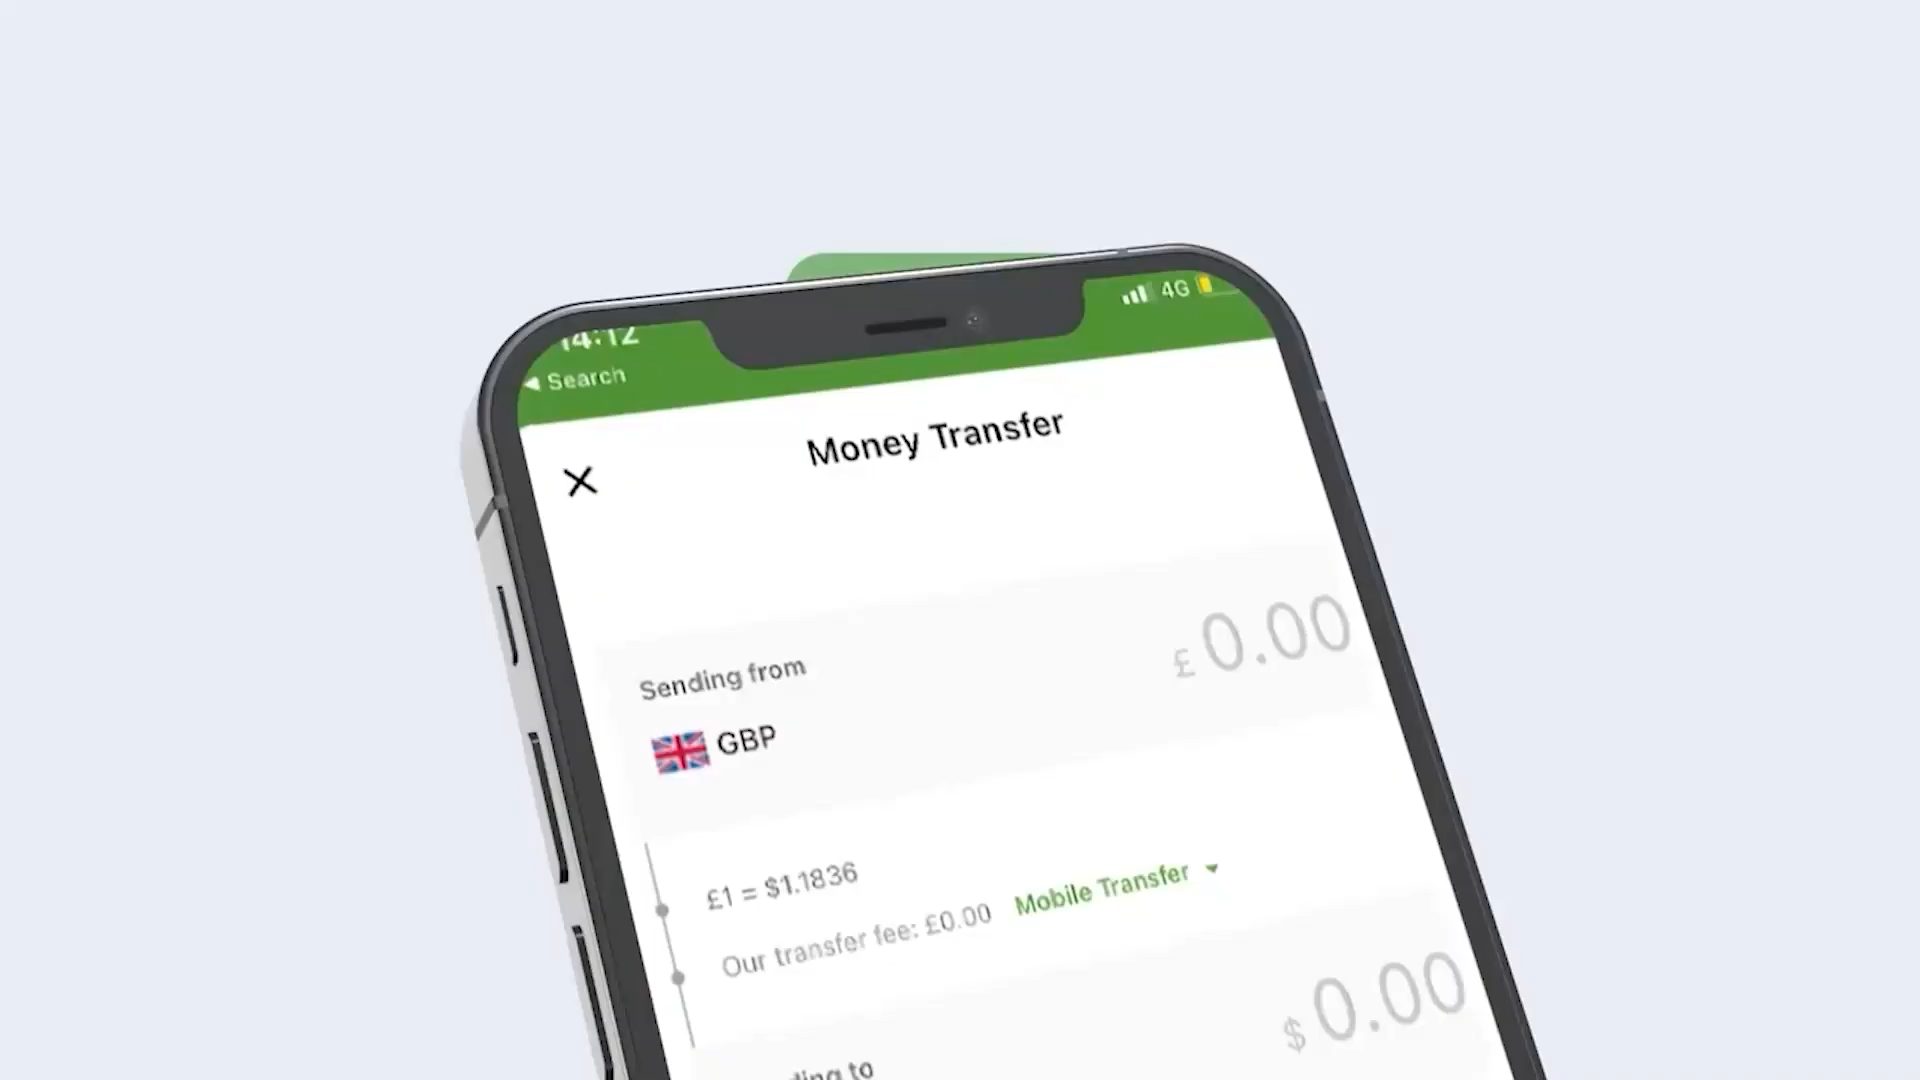 14:12
4G
Search
Money Transfer
Sending from
£0.00
GBP
£1 = $1.1836
Our transfer fee: £0.00
Mobile Transfer
$0.00
to